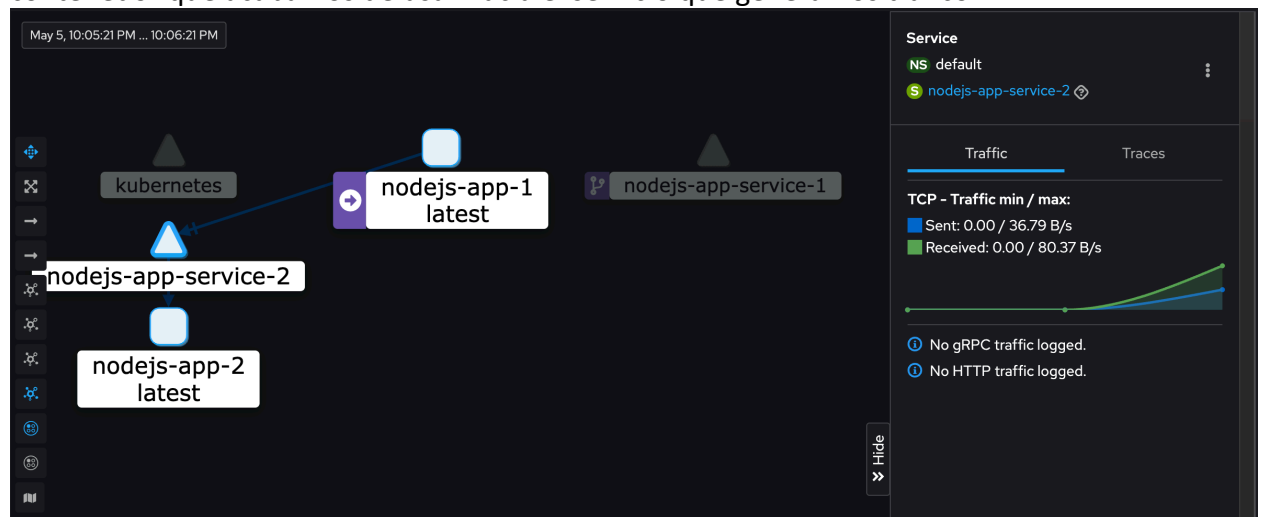 May 5, 10:05:21 PM ... 10:06:21 PM
kubernetes
nodejs-app-1
latest
nodejs-app-service-1
nodejs-app-service-2
nodejs-app-2
latest
Hide
Service
NS default
S nodejs-app-service-2
Traffic
Traces
TCP - Traffic min / max:
Sent: 0.00 / 36.79 B/s
Received: 0.00 / 80.37 B/s
No gRPC traffic logged.
No HTTP traffic logged.